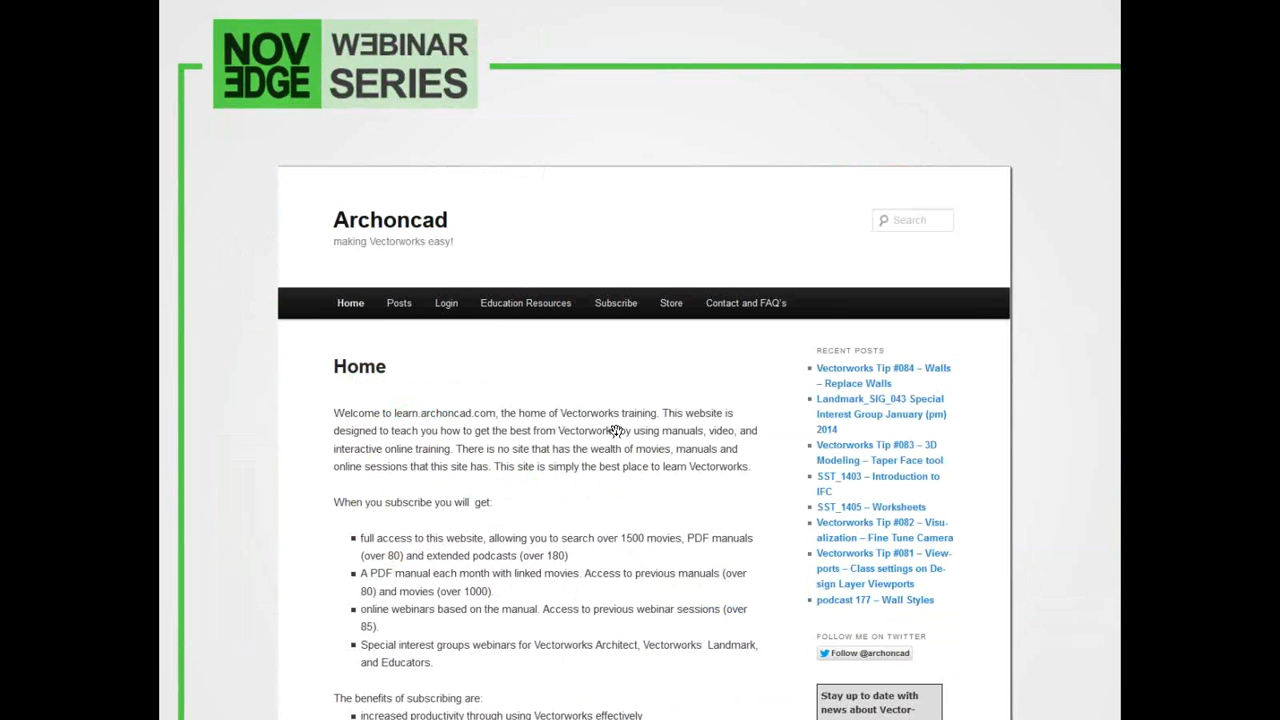 NOV EDGE WEBINAR SERIES
Archoncad
making Vectorworks easy!
Search
Home Posts Login Education Resources Subscribe Store Contact and FAQ's
Home
Welcome to learn.archoncad.com, the home of Vectorworks training. This website is
designed to teach you how to get the best from Vectorworks by using manuals, video, and
interactive online training. There is no site that has the wealth of movies, manuals and
online sessions that this site has. This site is simply the best place to learn Vectorworks.
When you subscribe you will get:
full access to this website, allowing you to search over 1500 movies, PDF manuals
(over 80) and extended podcasts (over 180)
A PDF manual each month with linked movies. Access to previous manuals (over
80) and movies (over 1000).
online webinars based on the manual. Access to previous webinar sessions (over
85).
Special interest groups webinars for Vectorworks Architect, Vectorworks Landmark,
and Educators.
The benefits of subscribing are:
increased productivity through using Vectorworks effectively
RECENT POSTS
Vectorworks Tip #084 – Walls
– Replace Walls
Landmark_SIG_043 Special
Interest Group January (pm)
2014
Vectorworks Tip #083 – 3D
Modeling – Taper Face tool
SST_1403 – Introduction to
IFC
SST_1405 – Worksheets
Vectorworks Tip #082 – Visu-
alization – Fine Tune Camera
Vectorworks Tip #081 – View-
ports – Class settings on De-
sign Layer Viewports
podcast 177 – Wall Styles
FOLLOW ME ON TWITTER
Follow @archoncad
Stay up to date with
news about Vector-